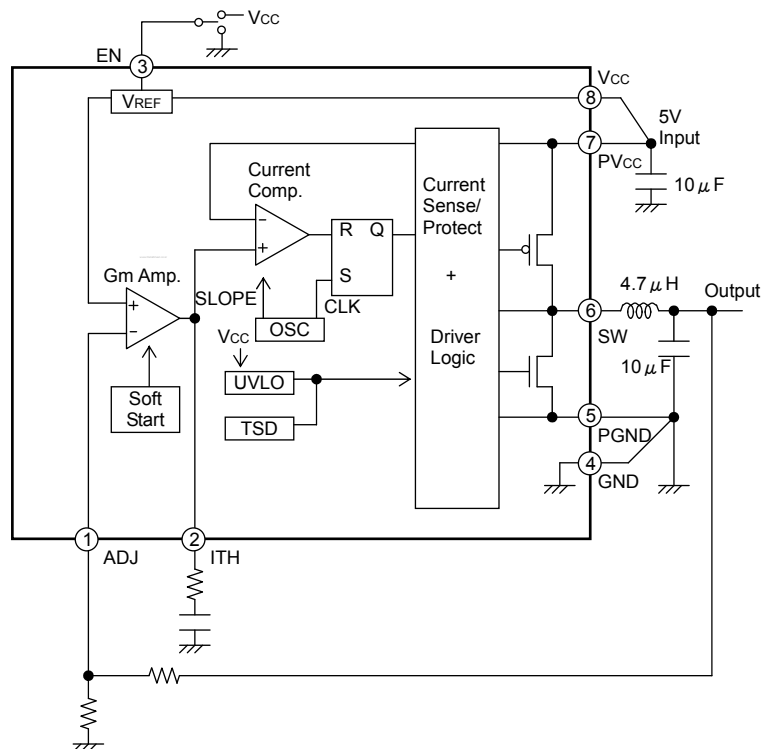 VCC
EN
3
VCC
VREF
8
5V
Input
7
PVCC
Current
Comp.
Current
Sense/
Protect
+
Driver
Logic
10μF
R Q
S
Gm Amp.
SLOPE
CLK
OSC
4.7μH
Output
6
SW
10μF
VCC
UVLO
TSD
Soft
Start
5
PGND
4
GND
1
ADJ
2
ITH
+
-
-
+